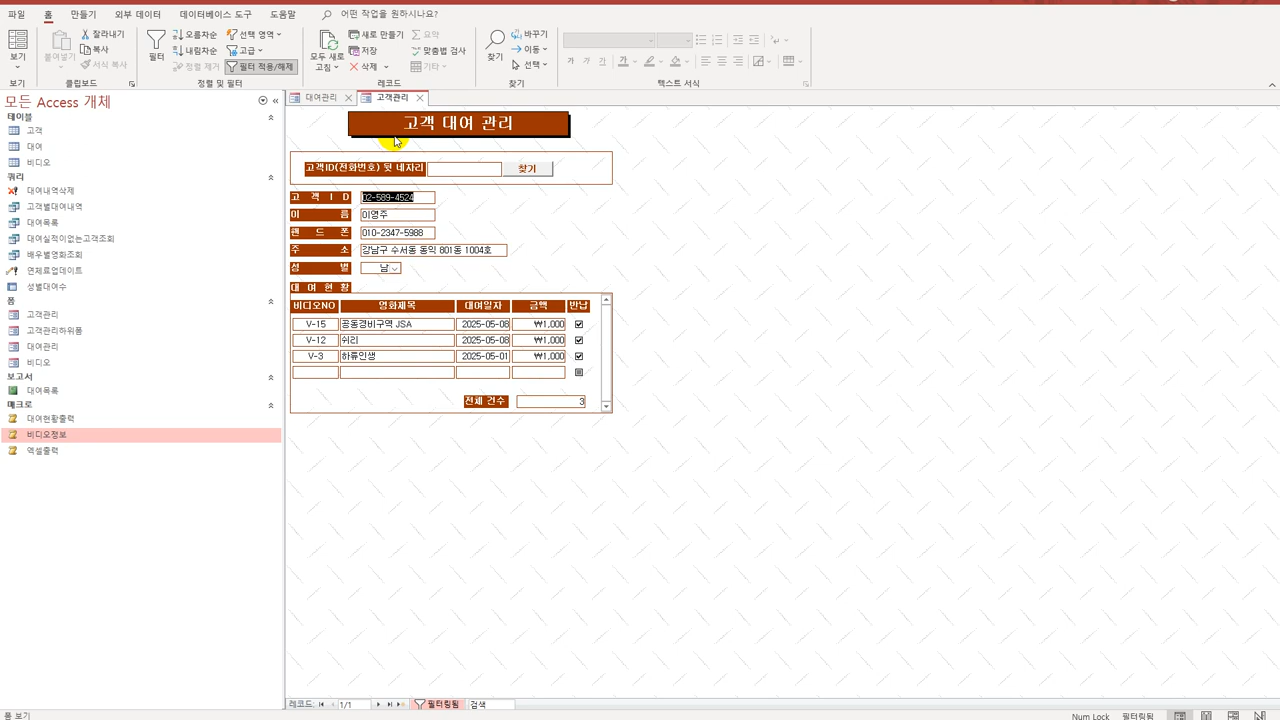 파일 홈 만들기 외부 데이터 데이터베이스 도구 도움말 어떤 작업을 원하시나요?
보기
보기
붙여넣기
잘라내기
복사
서식 복사
클립보드
필터
오름차순
내림차순
정렬 제거
선택 영역
고급
필터 적용/해제
정렬 및 필터
모두 새로
고침
새로 만들기
저장
삭제
요약
맞춤법 검사
기타
레코드
찾기
바꾸기
이동
선택
찾기
가 가 가 가
텍스트 서식
모든 Access 개체
테이블
고객
대여
비디오
쿼리
대여내역삭제
고객별대여내역
대여목록
대여실적이없는고객조회
배우별영화조회
연체료업데이트
성별대여수
폼
고객관리
고객관리하위폼
대여관리
비디오
보고서
대여목록
매크로
대여현황출력
비디오정보
엑셀출력
대여관리 고객관리
고객 대여 관리
고객ID(전화번호) 뒷 네자리 찾기
고 객 I D 02-589-4524
이 름 이영주
핸 드 폰 010-2347-5988
주 소 강남구 수서동 동익 801동 1004호
성 별 남
대 여 현 황
비디오NO 영화제목 대여일자 금액 반납
V-15 공동경비구역 JSA 2025-05-08 ₩1,000
V-12 쉬리 2025-05-08 ₩1,000
V-3 하류인생 2025-05-01 ₩1,000
전체 건수 3
레코드: 1/1 필터링됨 검색
폼 보기 Num Lock 필터링됨